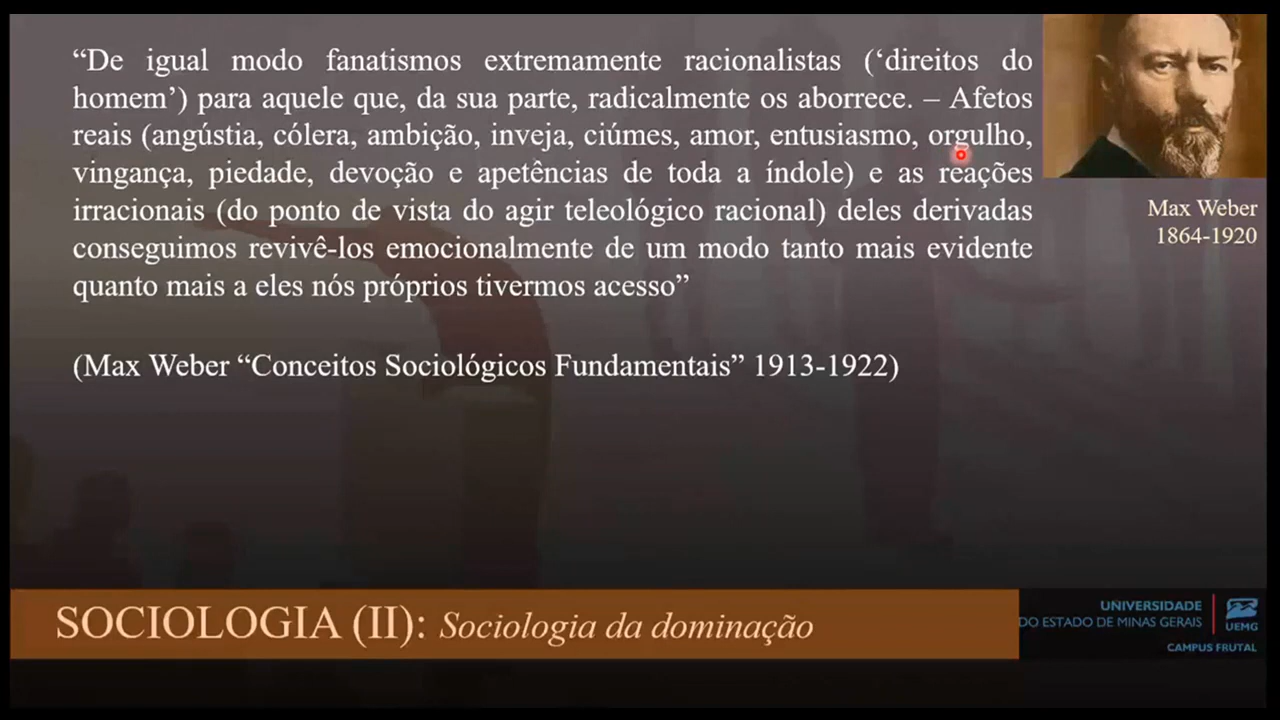 “De igual modo fanatismos extremamente racionalistas (‘direitos do
homem’) para aquele que, da sua parte, radicalmente os aborrece. – Afetos
reais (angústia, cólera, ambição, inveja, ciúmes, amor, entusiasmo, orgulho,
vingança, piedade, devoção e apetências de toda a índole) e as reações
irracionais (do ponto de vista do agir teleológico racional) deles derivadas
conseguimos revivê-los emocionalmente de um modo tanto mais evidente
quanto mais a eles nós próprios tivermos acesso”
(Max Weber “Conceitos Sociológicos Fundamentais” 1913-1922)
Max Weber
1864-1920
SOCIOLOGIA (II): Sociologia da dominação
UNIVERSIDADE
DO ESTADO DE MINAS GERAIS
UEMG
CAMPUS FRUTAL